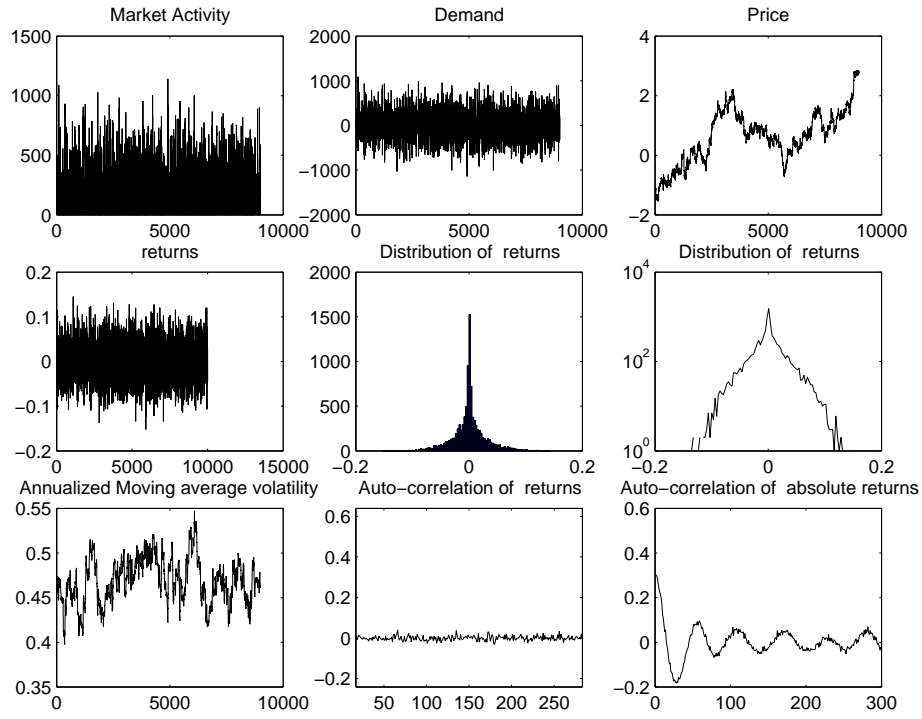 Market Activity
1500
1000
500
0
0 5000 10000
Demand
2000
1000
0
−1000
−2000
0 5000 10000
Price
4
2
0
−2
0 5000 10000
returns
0.2
0.1
0
−0.1
−0.2
0 5000 10000 15000
Distribution of returns
2000
1500
1000
500
0
−0.2 0 0.2
Distribution of returns
10^4
10^2
10^0
−0.2 0 0.2
Annualized Moving average volatility
0.55
0.5
0.45
0.4
0.35
0 5000 10000
Auto−correlation of returns
0.6
0.4
0.2
0
−0.2
50 100 150 200 250
Auto−correlation of absolute returns
0.6
0.4
0.2
0
−0.2
0 100 200 300